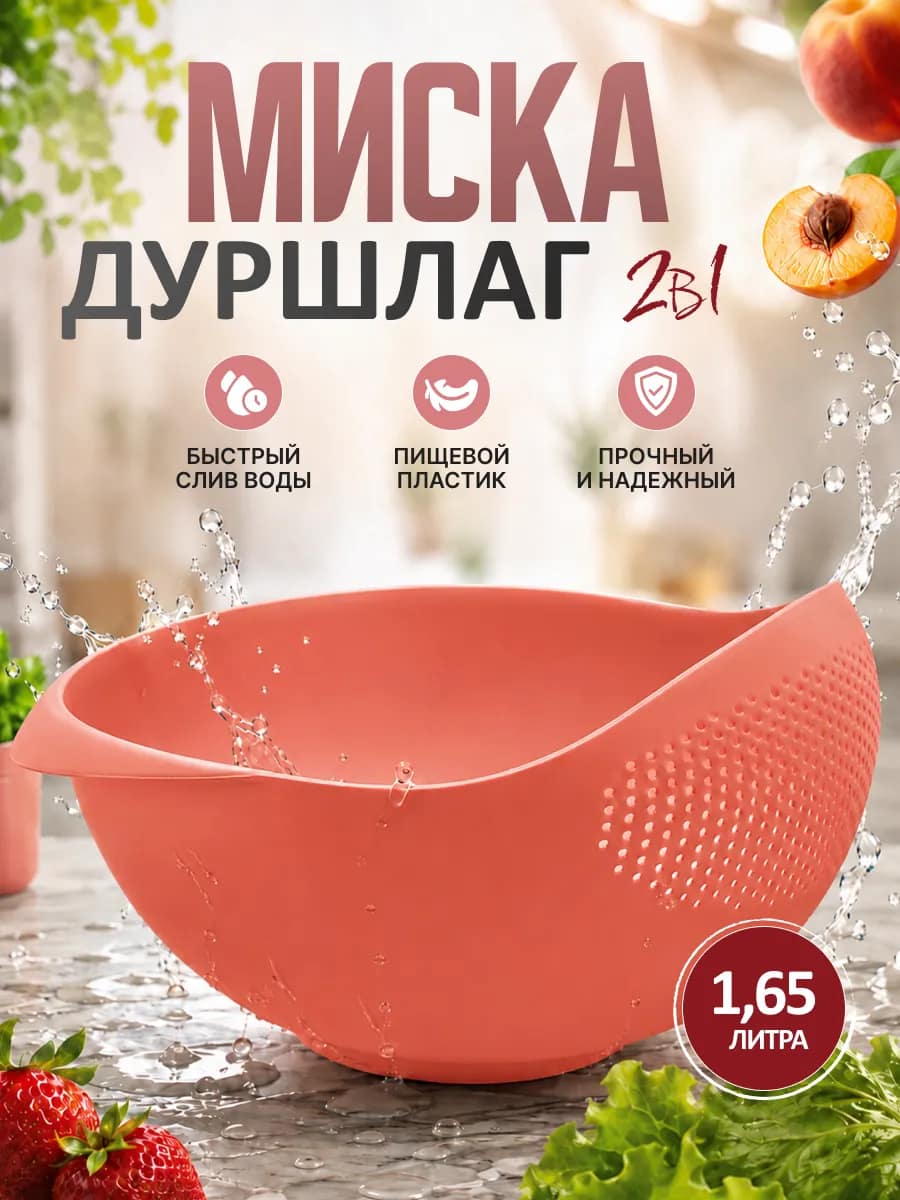 МИСКА
ДУРШЛАГ 2в1
БЫСТРЫЙ
СЛИВ ВОДЫ
ПИЩЕВОЙ
ПЛАСТИК
ПРОЧНЫЙ
И НАДЕЖНЫЙ
1,65
ЛИТРА